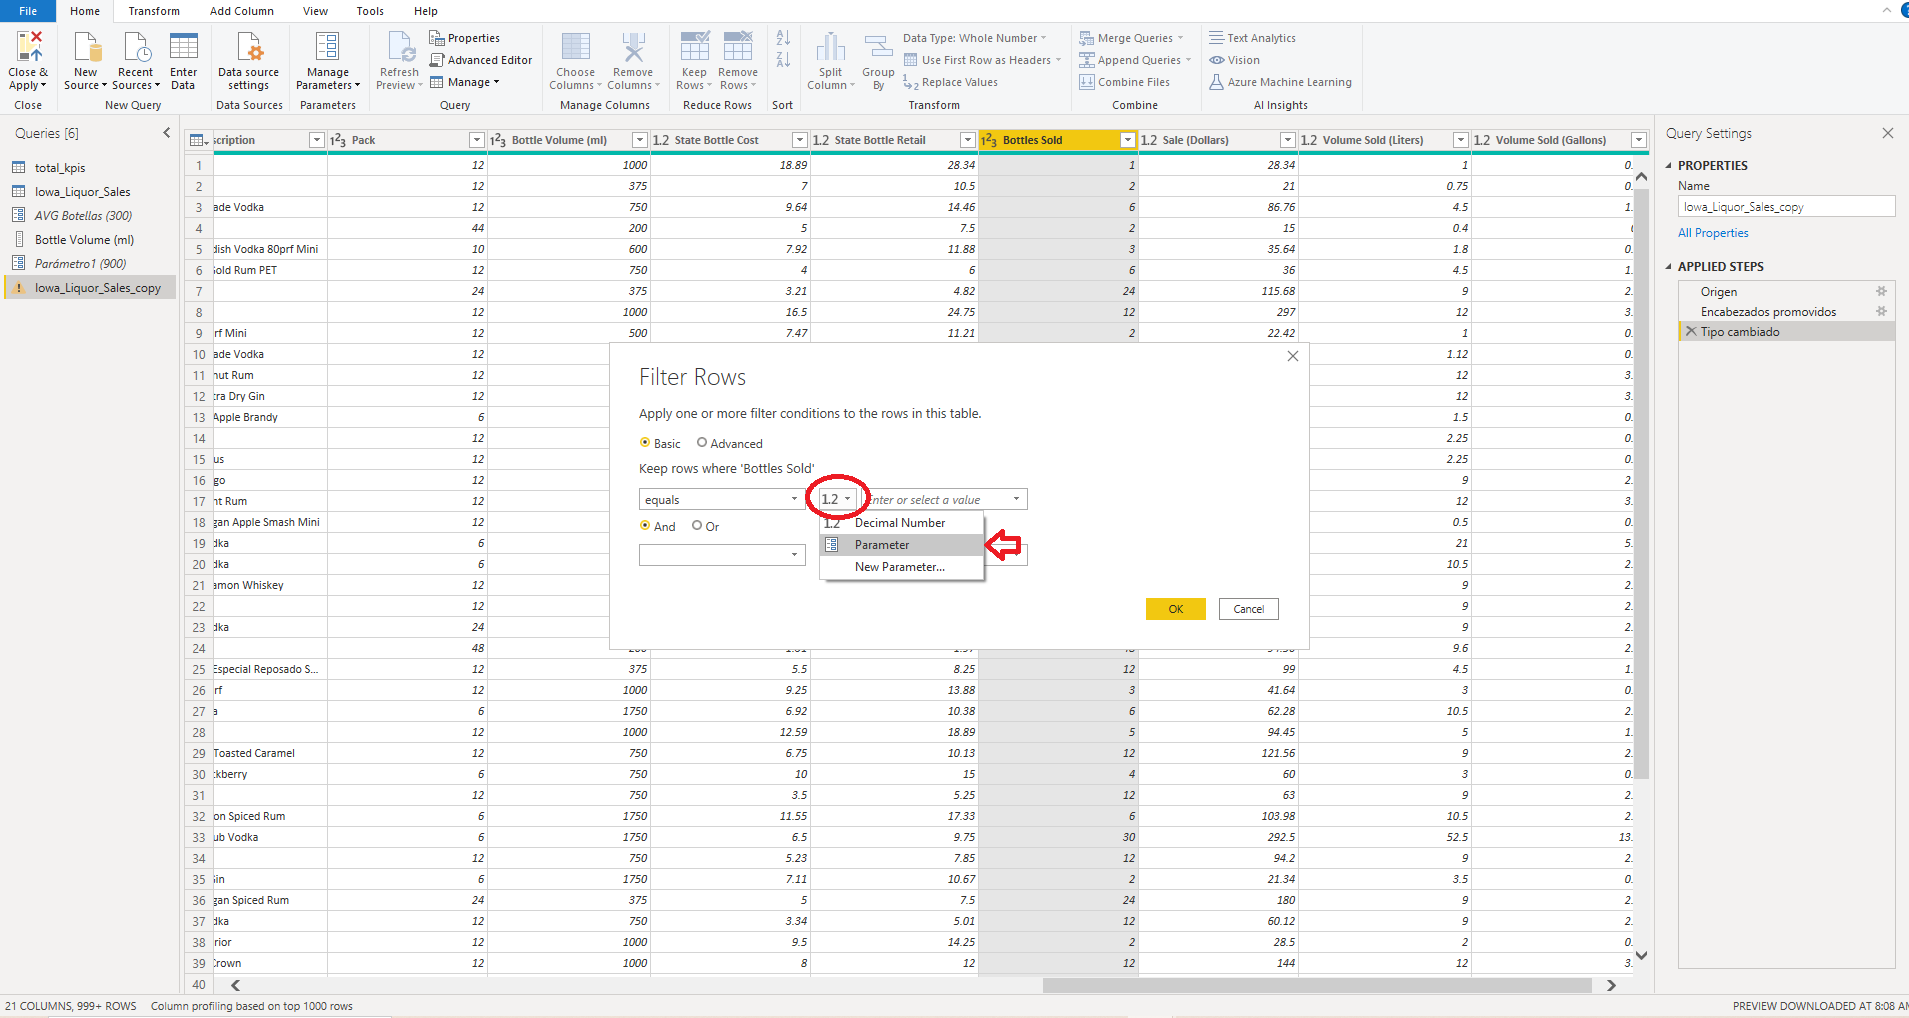 File Home Transform Add Column View Tools Help
Close & Apply New Source Recent Sources Enter Data Data source settings Manage Parameters Refresh Preview Properties Advanced Editor Manage Choose Columns Remove Columns Keep Rows Remove Rows Split Column Group By Data Type: Whole Number Use First Row as Headers Replace Values Merge Queries Append Queries Combine Files Text Analytics Vision Azure Machine Learning
Close New Query Data Sources Parameters Query Manage Columns Reduce Rows Sort Transform Combine AI Insights
Queries [6]
total_kpis
Iowa_Liquor_Sales
AVG Botellas (300)
Bottle Volume (ml)
Parámetro1 (900)
Iowa_Liquor_Sales_copy
scription 123 Pack 123 Bottle Volume (ml) 1.2 State Bottle Cost 1.2 State Bottle Retail 123 Bottles Sold 1.2 Sale (Dollars) 1.2 Volume Sold (Liters) 1.2 Volume Sold (Gallons)
1 12 1000 18.89 28.34 1 28.34 1 0.
2 12 375 7 10.5 2 21 0.75 0.
3 ade Vodka 12 750 9.64 14.46 6 86.76 4.5 1.
4 44 200 5 7.5 2 15 0.4
5 dish Vodka 80prf Mini 10 600 7.92 11.88 3 35.64 1.8 0.
6 Gold Rum PET 12 750 4 6 6 36 4.5 1.
7 24 375 3.21 4.82 24 115.68 9 2.
8 12 1000 16.5 24.75 12 297 12 3.
9 rf Mini 12 500 7.47 11.21 2 22.42 1 0.
10 ade Vodka 12 1.12 0.
11 nut Rum 12 12 3.
12 tra Dry Gin 12 12 3.
13 Apple Brandy 6 1.5 0.
14 12 2.25 0.
15 us 12 2.25 0.
16 go 12 9 2.
17 nt Rum 12 12 3.
18 gan Apple Smash Mini 12 0.5 0.
19 dka 6 21 5.
20 dka 6 10.5 2.
21 amon Whiskey 12 9 2.
22 12 9 2.
23 dka 24 9 2.
24 48 9.6 2.
25 Especial Reposado S... 12 375 5.5 8.25 12 99 4.5 1.
26 rf 12 1000 9.25 13.88 3 41.64 3 0.
27 a 6 1750 6.92 10.38 6 62.28 10.5 2.
28 12 1000 12.59 18.89 5 94.45 5 1.
29 Toasted Caramel 12 750 6.75 10.13 12 121.56 9 2.
30 ckberry 6 750 10 15 4 60 3 0.
31 12 750 3.5 5.25 12 63 9 2.
32 on Spiced Rum 6 1750 11.55 17.33 6 103.98 10.5 2.
33 ub Vodka 6 1750 6.5 9.75 30 292.5 52.5 13.
34 12 750 5.23 7.85 12 94.2 9 2.
35 Gin 6 1750 7.11 10.67 2 21.34 3.5 0.
36 gan Spiced Rum 24 375 5 7.5 24 180 9 2.
37 dka 12 750 3.34 5.01 12 60.12 9 2.
38 rior 12 1000 9.5 14.25 2 28.5 2 0.
39 Crown 12 1000 8 12 12 144 12 3.
40
Filter Rows
Apply one or more filter conditions to the rows in this table.
Basic Advanced
Keep rows where 'Bottles Sold'
equals 1.2 Enter or select a value
And Or
1.2 Decimal Number
Parameter
New Parameter...
OK Cancel
Query Settings
PROPERTIES
Name
Iowa_Liquor_Sales_copy
All Properties
APPLIED STEPS
Origen
Encabezados promovidos
Tipo cambiado
21 COLUMNS, 999+ ROWS Column profiling based on top 1000 rows PREVIEW DOWNLOADED AT 8:08 AM